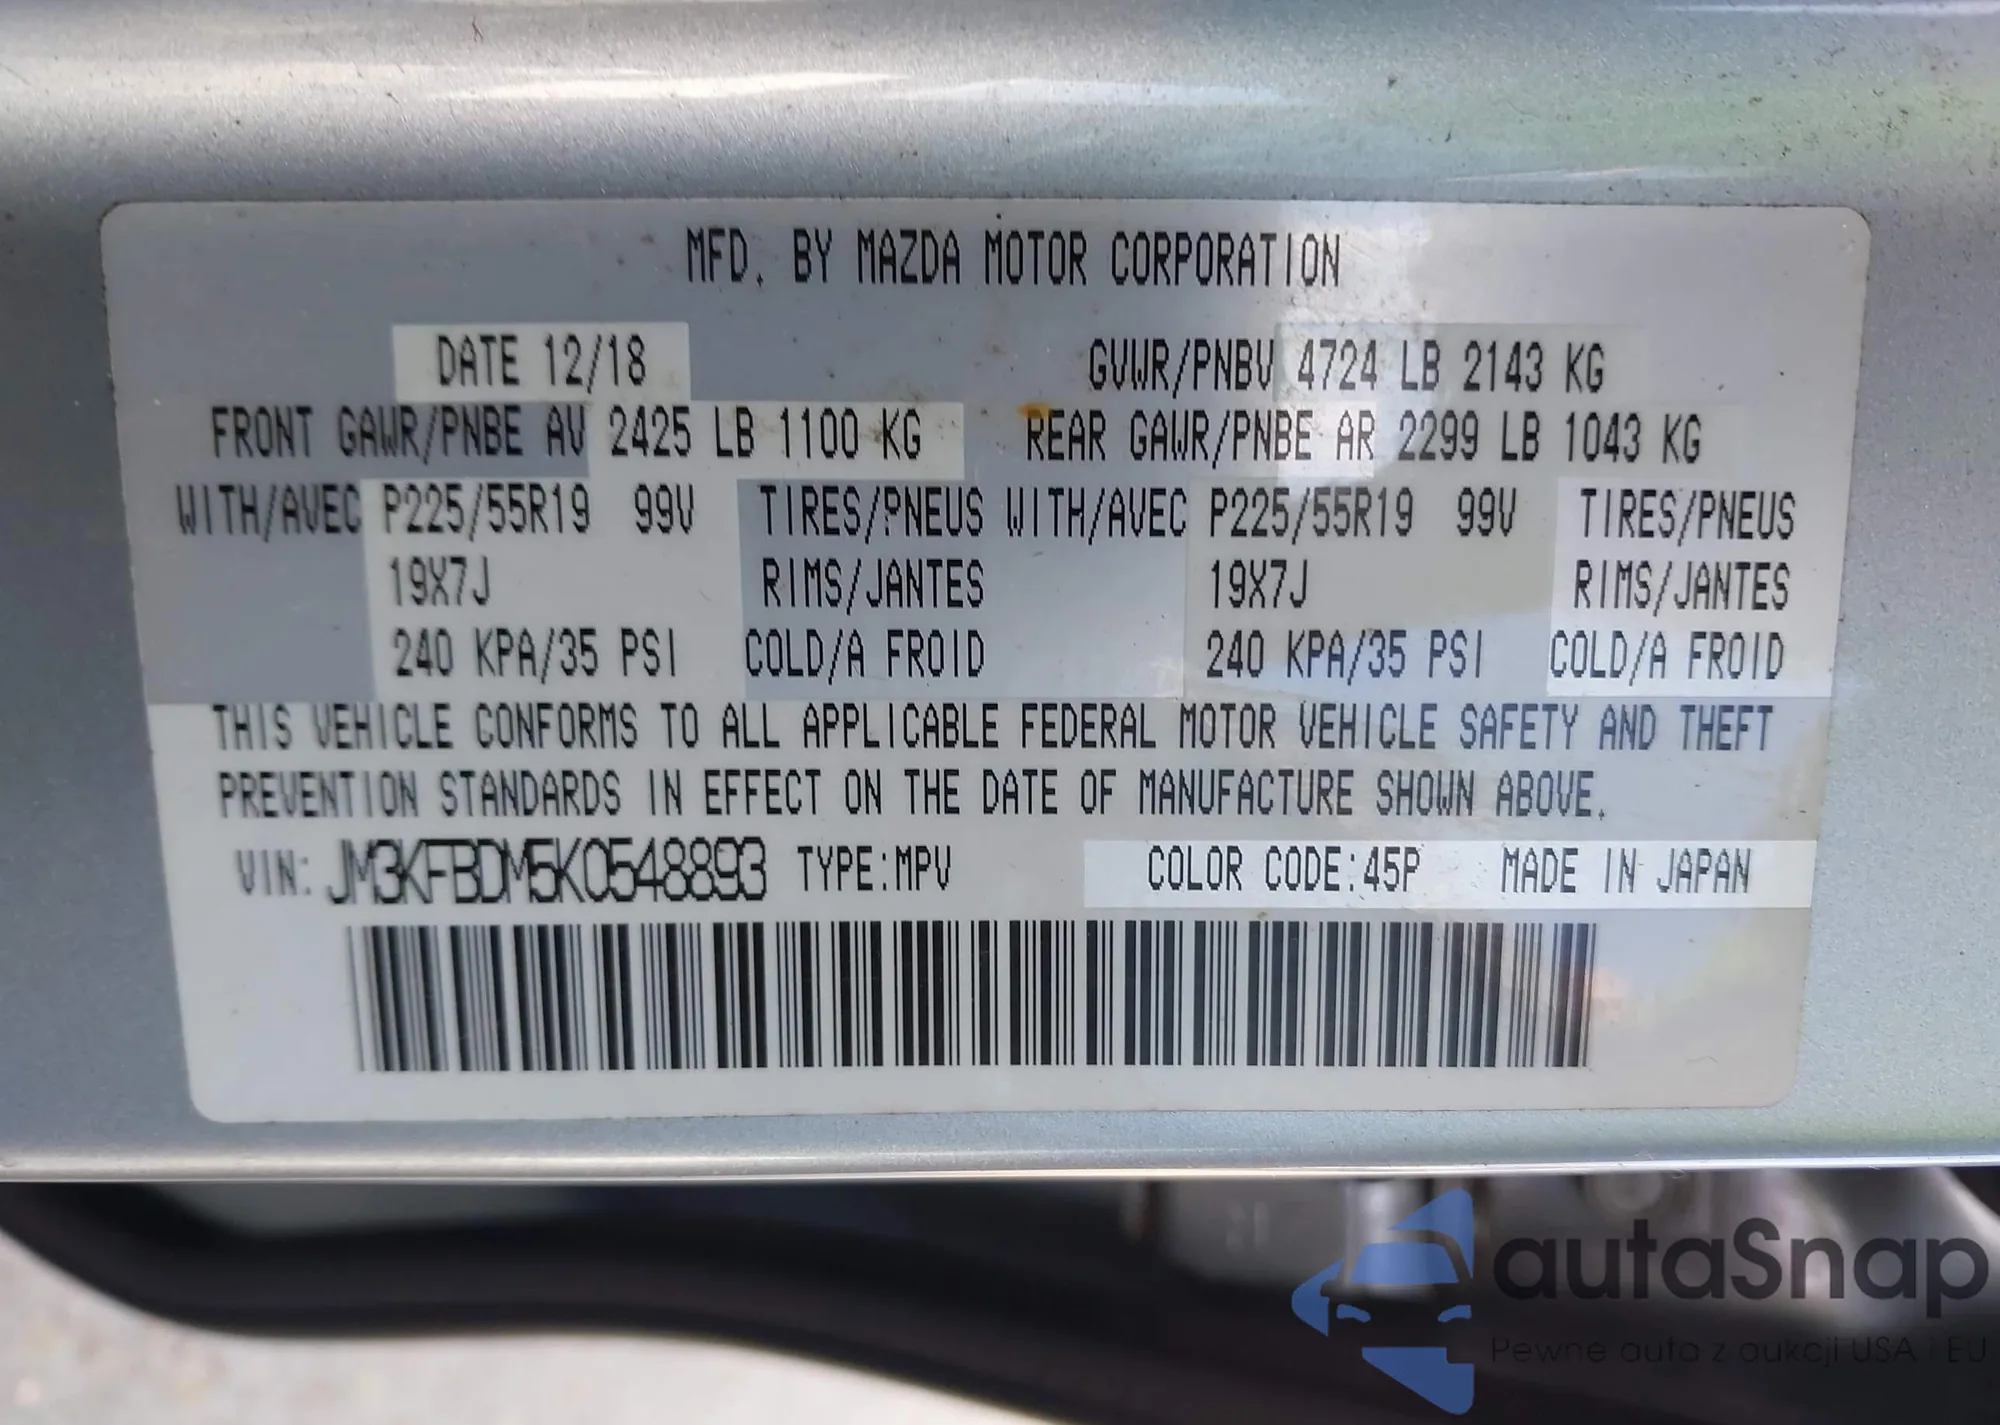 MFD. BY MAZDA MOTOR CORPORATION
DATE 12/18 GVWR/PNBV 4724 LB 2143 KG
FRONT GAWR/PNBE AV 2425 LB 1100 KG REAR GAWR/PNBE AR 2299 LB 1043 KG
WITH/AVEC P225/55R19 99V TIRES/PNEUS WITH/AVEC P225/55R19 99V TIRES/PNEUS
19X7J RIMS/JANTES 19X7J RIMS/JANTES
240 KPA/35 PSI COLD/A FROID 240 KPA/35 PSI COLD/A FROID
THIS VEHICLE CONFORMS TO ALL APPLICABLE FEDERAL MOTOR VEHICLE SAFETY AND THEFT
PREVENTION STANDARDS IN EFFECT ON THE DATE OF MANUFACTURE SHOWN ABOVE.
VIN: JM3KFBDM5K0548893 TYPE:MPV COLOR CODE:45P MADE IN JAPAN
autaSnap
Pewne auta z aukcji USA i EU